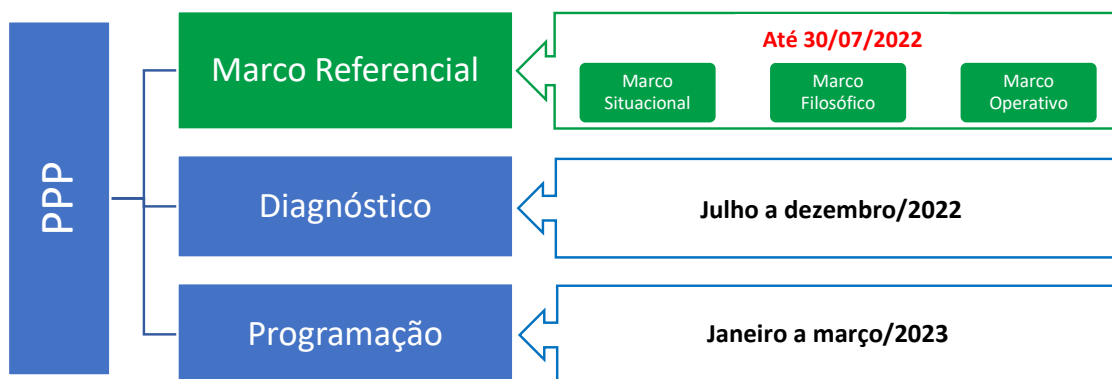 PPP
Marco Referencial
Até 30/07/2022
Marco
Situacional
Marco
Filosófico
Marco
Operativo
Diagnóstico
Julho a dezembro/2022
Programação
Janeiro a março/2023